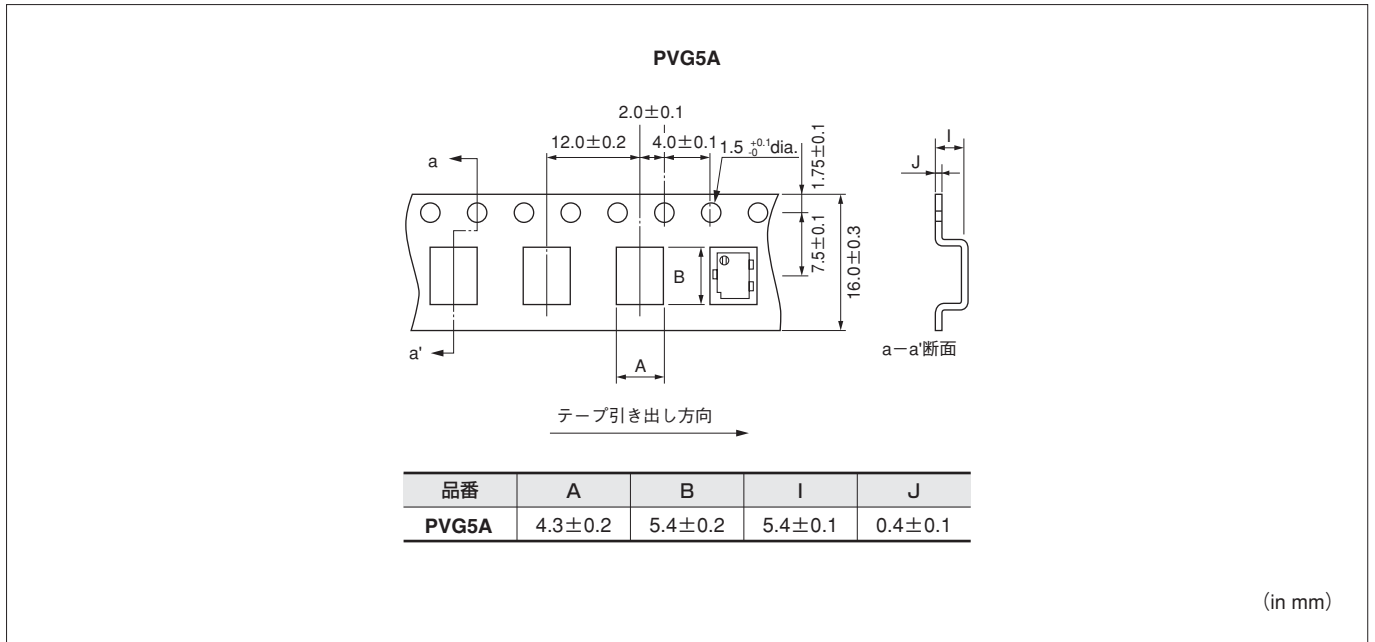 PVG5A
2.0±0.1
12.0±0.2
4.0±0.1
1.5 +0.1 -0 dia.
1.75±0.1
7.5±0.1
16.0±0.3
a
a'
B
A
I
J
a－a'断面
テープ引き出し方向
品番 A B I J
PVG5A 4.3±0.2 5.4±0.2 5.4±0.1 0.4±0.1
(in mm)